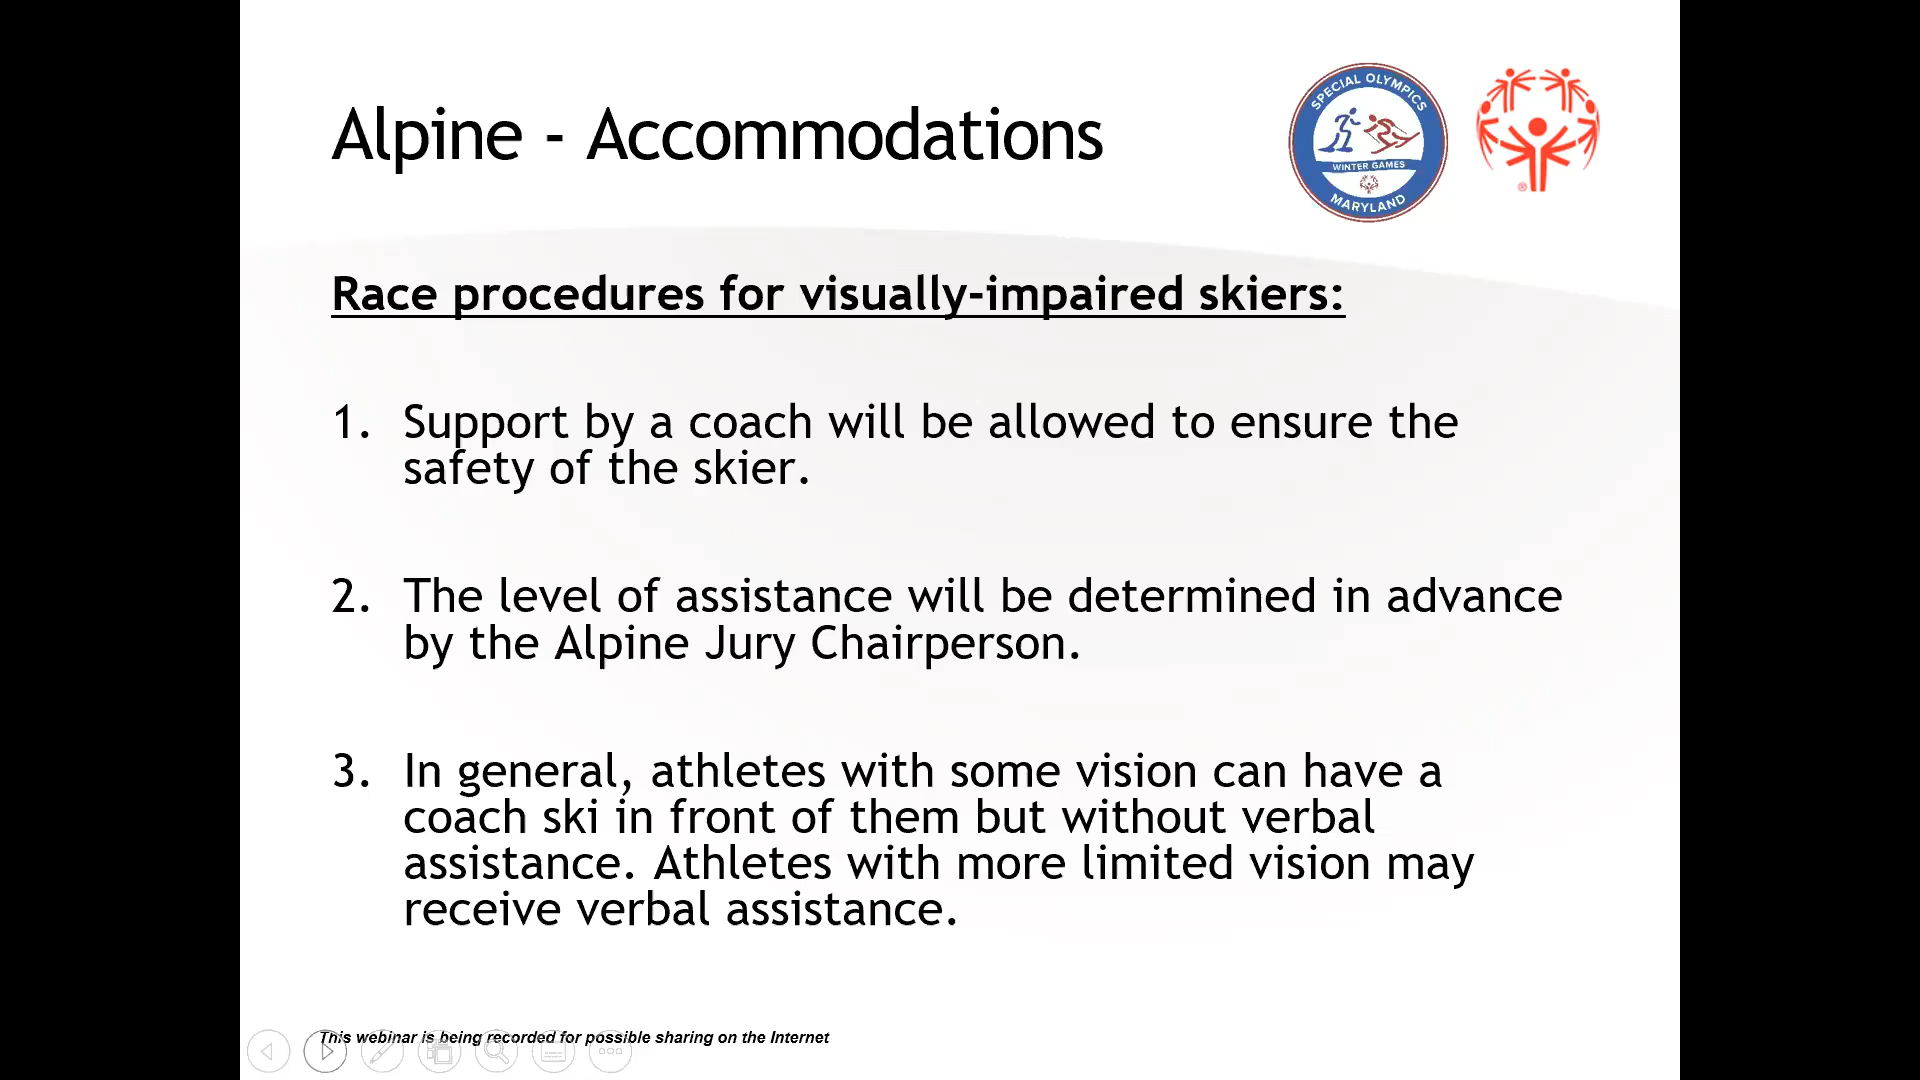 Alpine - Accommodations
SPECIAL OLYMPICS
WINTER GAMES
MARYLAND
®
Race procedures for visually-impaired skiers:
1. Support by a coach will be allowed to ensure the
safety of the skier.
2. The level of assistance will be determined in advance
by the Alpine Jury Chairperson.
3. In general, athletes with some vision can have a
coach ski in front of them but without verbal
assistance. Athletes with more limited vision may
receive verbal assistance.
This webinar is being recorded for possible sharing on the Internet